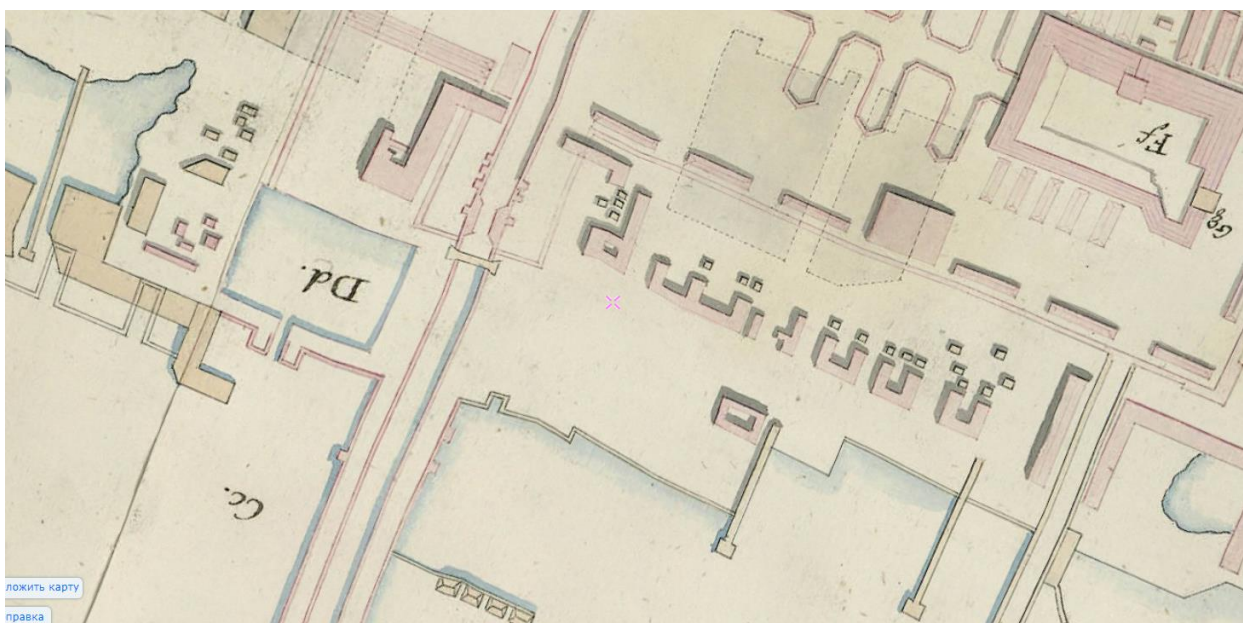 Ff
Gg
Dd.
Cc.
ложить карту
правка